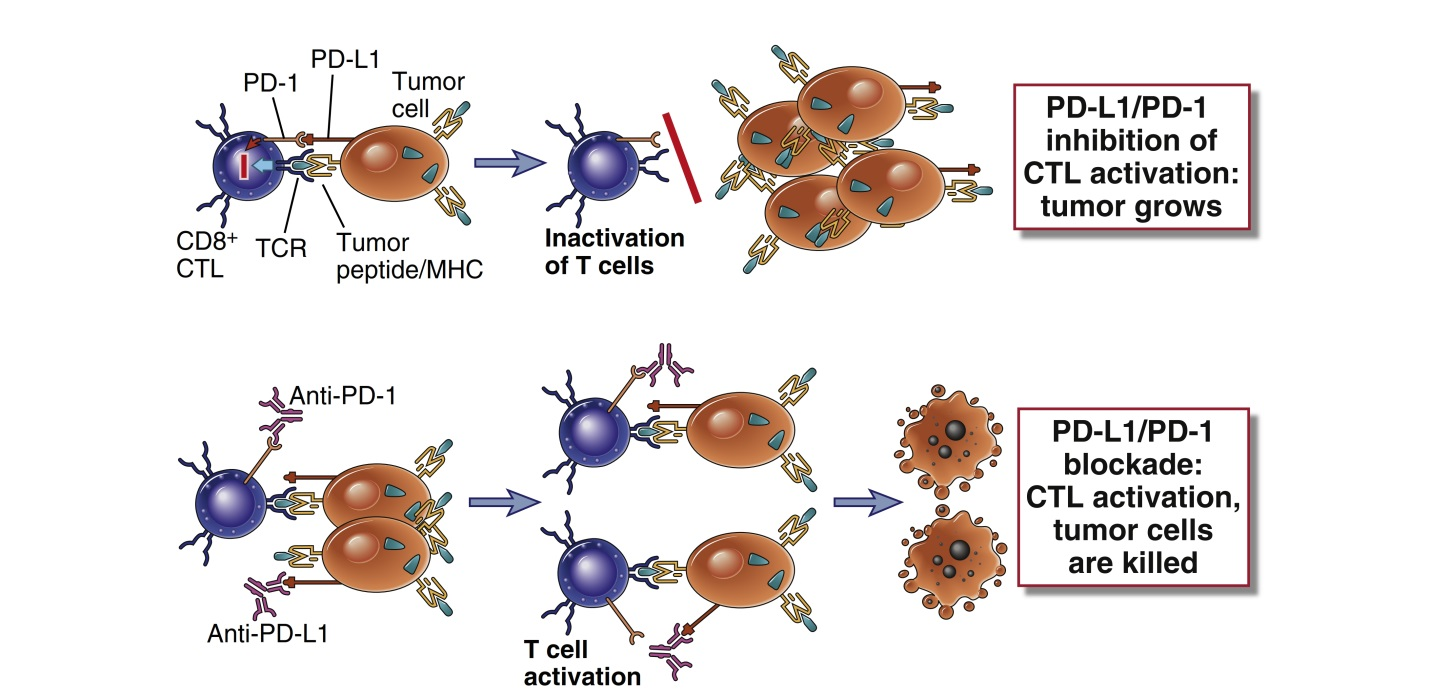 PD-1
PD-L1
Tumor
cell
CD8+
CTL
TCR
Tumor
peptide/MHC
Inactivation
of T cells
PD-L1/PD-1
inhibition of
CTL activation:
tumor grows
Anti-PD-1
Anti-PD-L1
T cell
activation
PD-L1/PD-1
blockade:
CTL activation,
tumor cells
are killed